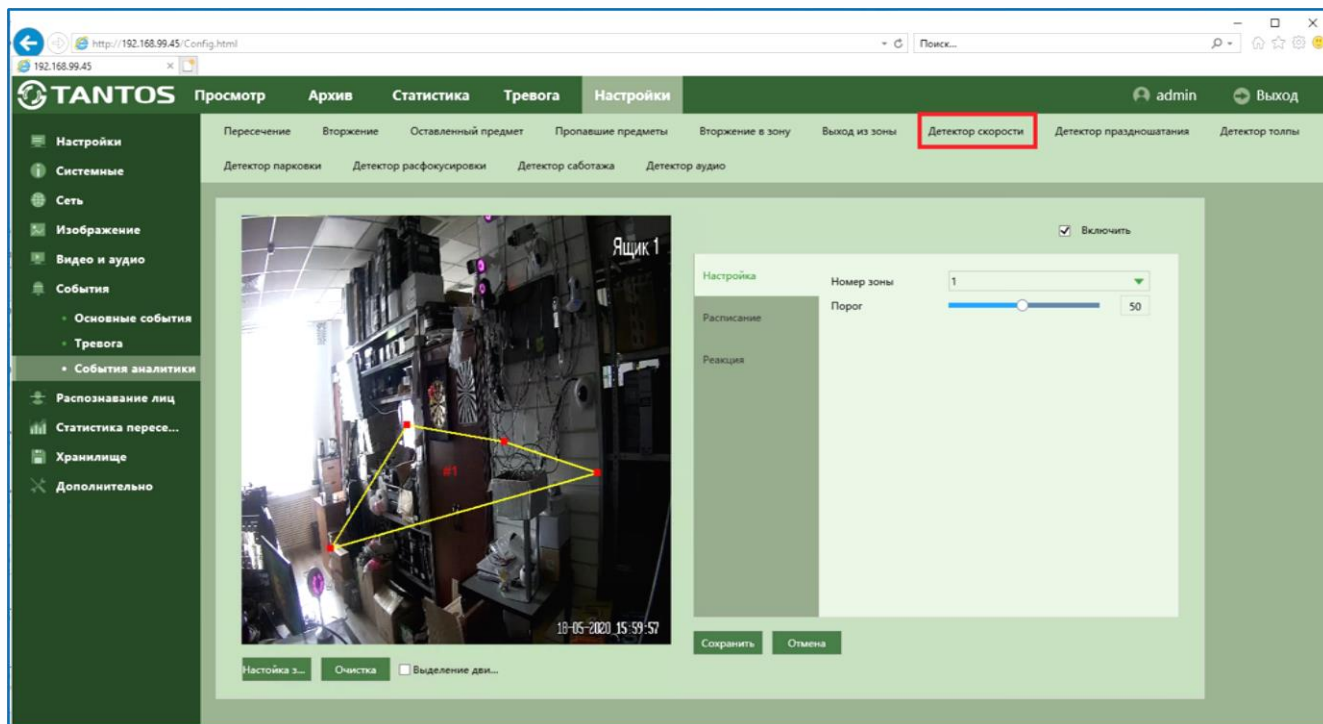 http://192.168.99.45/Config.html
Поиск...
192.168.99.45
TANTOS
Просмотр Архив Статистика Тревога Настройки
admin Выход
Пересечение Вторжение Оставленный предмет Пропавшие предметы Вторжение в зону Выход из зоны Детектор скорости Детектор праздношатания Детектор толпы
Детектор парковки Детектор расфокусировки Детектор саботажа Детектор аудио
Настройки
Системные
Сеть
Изображение
Видео и аудио
События
Основные события
Тревога
События аналитики
Распознавание лиц
Статистика пересе...
Хранилище
Дополнительно
Ящик 1
#1
18-05-2020 15:59:57
Настойка з...
Очистка
Выделение дви...
Включить
Настройка
Расписание
Реакция
Номер зоны 1
Порог 50
Сохранить
Отмена